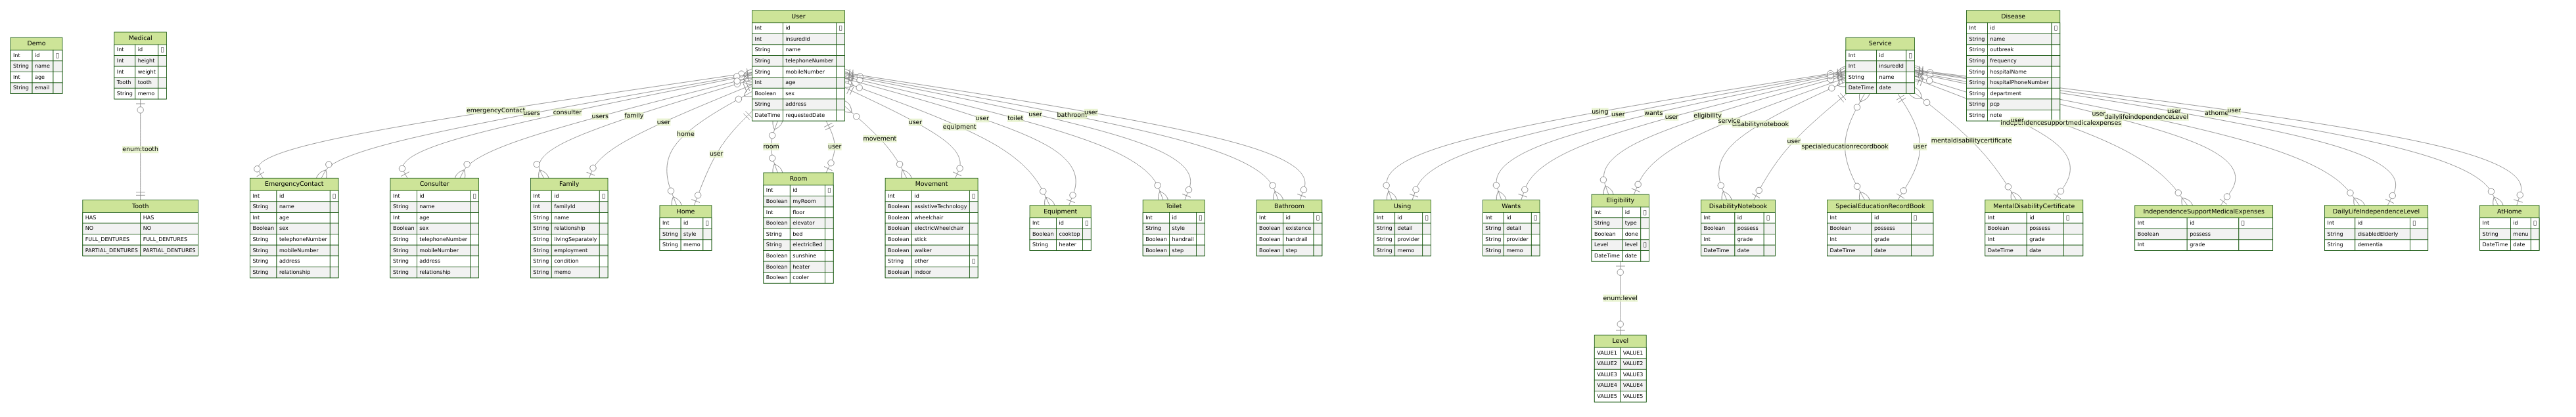 Demo
Int id
String name
Int age
String email
Medical
Int id
Int height
Int weight
Tooth tooth
String memo
enum:tooth
Tooth
HAS HAS
NO NO
FULL_DENTURES FULL_DENTURES
PARTIAL_DENTURES PARTIAL_DENTURES
User
Int id
Int insuredId
String name
String telephoneNumber
String mobileNumber
Int age
Boolean sex
String address
DateTime requestedDate
emergencyContact
users
consulter
users
family
user
home
user
room
user
movement
user
equipment
user
toilet
user
bathroom
user
EmergencyContact
Int id
String name
Int age
Boolean sex
String telephoneNumber
String mobileNumber
String address
String relationship
Consulter
Int id
String name
Int age
Boolean sex
String telephoneNumber
String mobileNumber
String address
String relationship
Family
Int id
Int familyId
String name
String relationship
String livingSeparately
String employment
String condition
String memo
Home
Int id
String style
String memo
Room
Int id
Boolean myRoom
Int floor
Boolean elevator
String bed
String electricBed
Boolean sunshine
Boolean heater
Boolean cooler
Movement
Int id
Boolean assistiveTechnology
Boolean wheelchair
Boolean electricWheelchair
Boolean stick
Boolean walker
String other
Boolean indoor
Equipment
Int id
Boolean cooktop
String heater
Toilet
Int id
String style
Boolean handrail
Boolean step
Bathroom
Int id
Boolean existence
Boolean handrail
Boolean step
Service
Int id
Int insuredId
String name
DateTime date
Disease
Int id
String name
String outbreak
String frequency
String hospitalName
String hospitalPhoneNumber
String department
String pcp
String note
using
user
wants
user
eligibility
service
disabilitynotebook
user
specialeducationrecordbook
user
mentaldisabilitycertificate
user
independencesupportmedicalexpenses
user
dailylifeindependenceLevel
user
athome
user
Using
Int id
String detail
String provider
String memo
Wants
Int id
String detail
String provider
String memo
Eligibility
Int id
String type
Boolean done
Level level
DateTime date
enum:level
Level
VALUE1 VALUE1
VALUE2 VALUE2
VALUE3 VALUE3
VALUE4 VALUE4
VALUE5 VALUE5
DisabilityNotebook
Int id
Boolean possess
Int grade
DateTime date
SpecialEducationRecordBook
Int id
Boolean possess
Int grade
DateTime date
MentalDisabilityCertificate
Int id
Boolean possess
Int grade
DateTime date
IndependenceSupportMedicalExpenses
Int id
Boolean possess
Int grade
DailyLifeIndependenceLevel
Int id
String disabledElderly
String dementia
AtHome
Int id
String menu
DateTime date